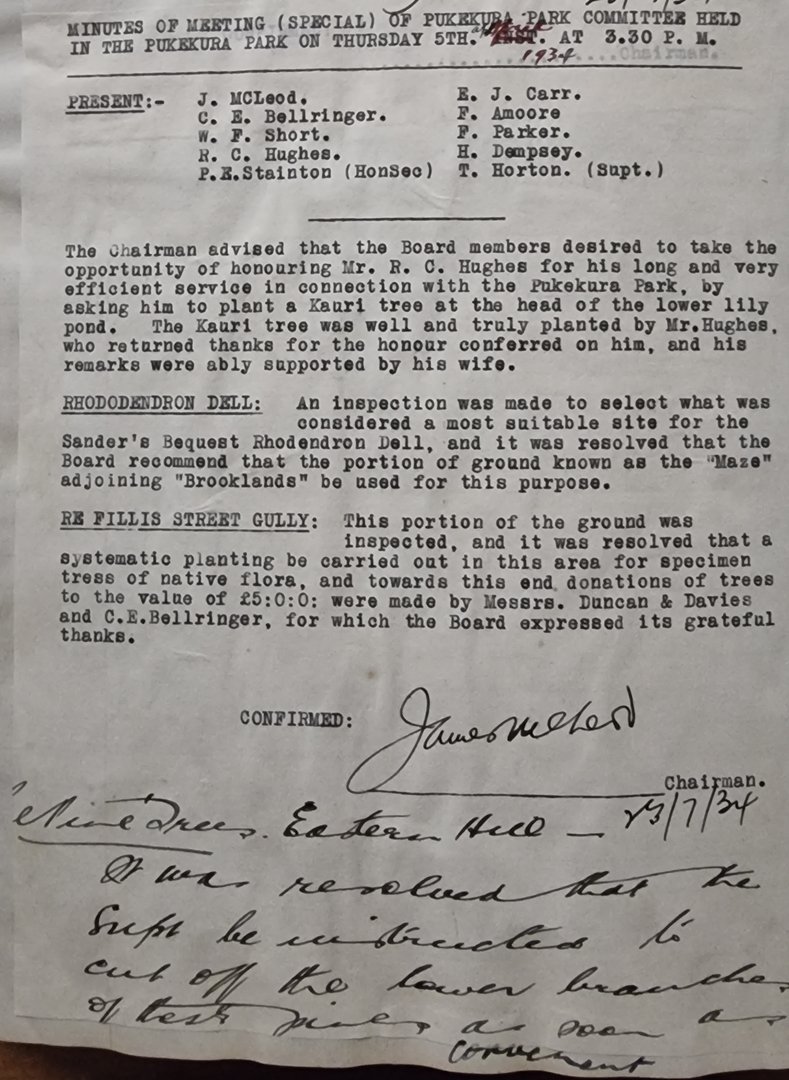 MINUTES OF MEETING (SPECIAL) OF PUKEKURA PARK COMMITTEE HELD
IN THE PUKEKURA PARK ON THURSDAY 5TH. INST. AT 3.30 P. M.
1934 Chairman.
PRESENT:- J. MCLeod. E. J. Carr.
C. E. Bellringer. F. Amoore
W. F. Short. F. Parker.
R. C. Hughes. H. Dempsey.
P.E.Stainton (HonSec) T. Horton. (Supt.)
The Chairman advised that the Board members desired to take the
opportunity of honouring Mr. R. C. Hughes for his long and very
efficient service in connection with the Pukekura Park, by
asking him to plant a Kauri tree at the head of the lower lily
pond. The Kauri tree was well and truly planted by Mr.Hughes,
who returned thanks for the honour conferred on him, and his
remarks were ably supported by his wife.
RHODODENDRON DELL: An inspection was made to select what was
considered a most suitable site for the
Sander's Bequest Rhodendron Dell, and it was resolved that the
Board recommend that the portion of ground known as the "Maze"
adjoining "Brooklands" be used for this purpose.
RE FILLIS STREET GULLY: This portion of the ground was
inspected, and it was resolved that a
systematic planting be carried out in this area for specimen
tress of native flora, and towards this end donations of trees
to the value of £5:0:0: were made by Messrs. Duncan & Davies
and C.E.Bellringer, for which the Board expressed its grateful
thanks.
CONFIRMED: James McLeod
Chairman.
Trees. Eastern Hill — 23/7/34
It was resolved that the
Supt be instructed to
cut off the lower branches
of pines as soon as
convenient